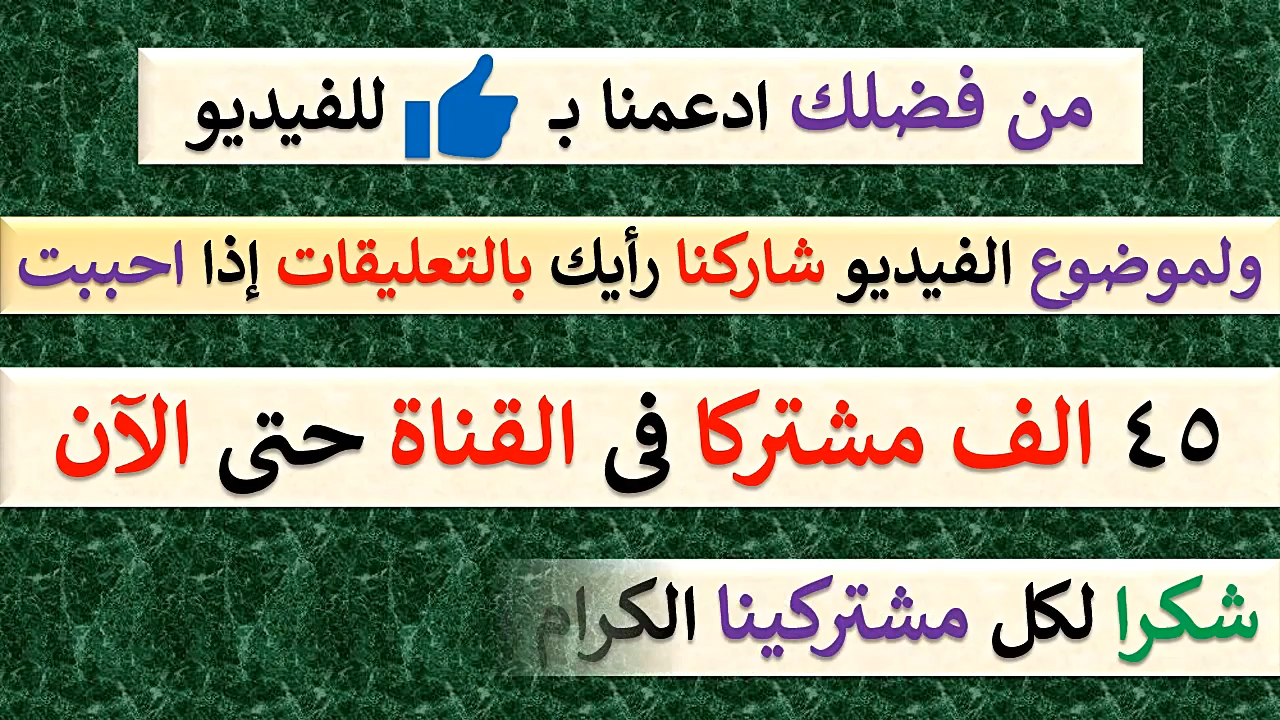 من فضلك ادعمنا بـ للفيديو
ولموضوع الفيديو شاركنا رأيك بالتعليقات إذا احببت
٤٥ الف مشتركا فى القناة حتى الآن
شكرا لكل مشتركينا الكرام